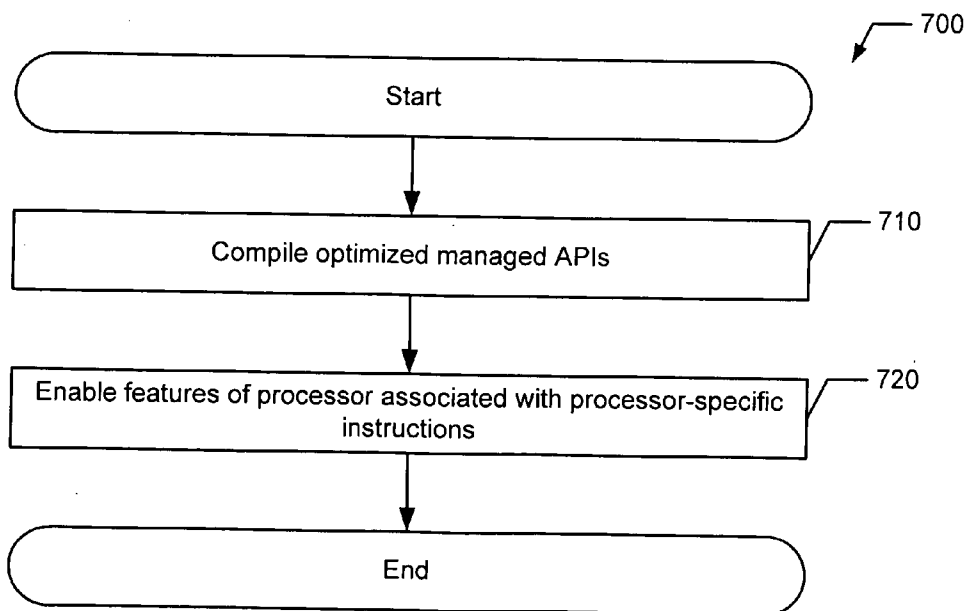 700
Start
710
Compile optimized managed APIs
720
Enable features of processor associated with processor-specific
instructions
End